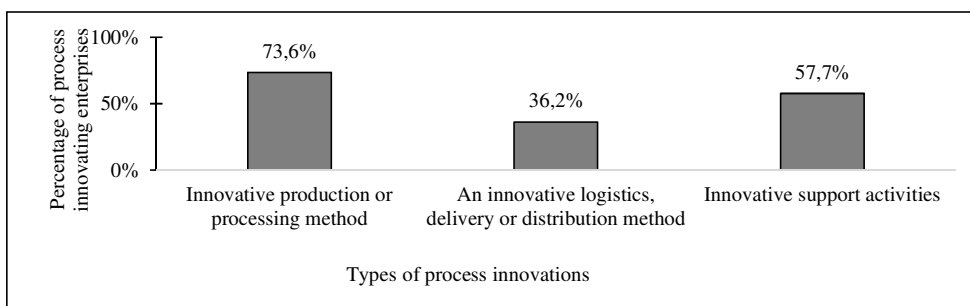 Percentage of process
innovating enterprises
100%
50%
0%
73,6%
36,2%
57,7%
Innovative production or
processing method
An innovative logistics,
delivery or distribution method
Innovative support activities
Types of process innovations